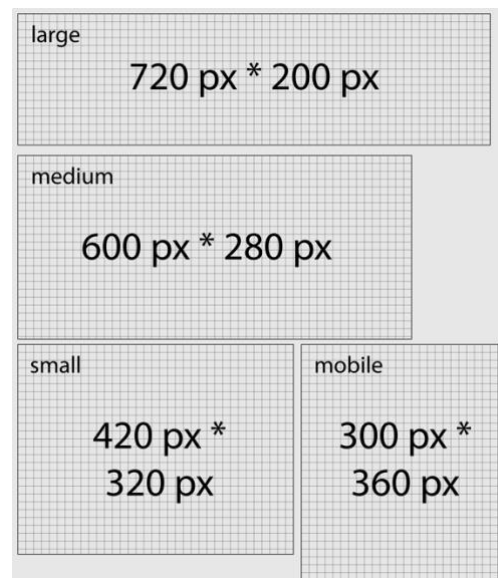 large
720 px * 200 px
medium
600 px * 280 px
small
420 px *
320 px
mobile
300 px *
360 px